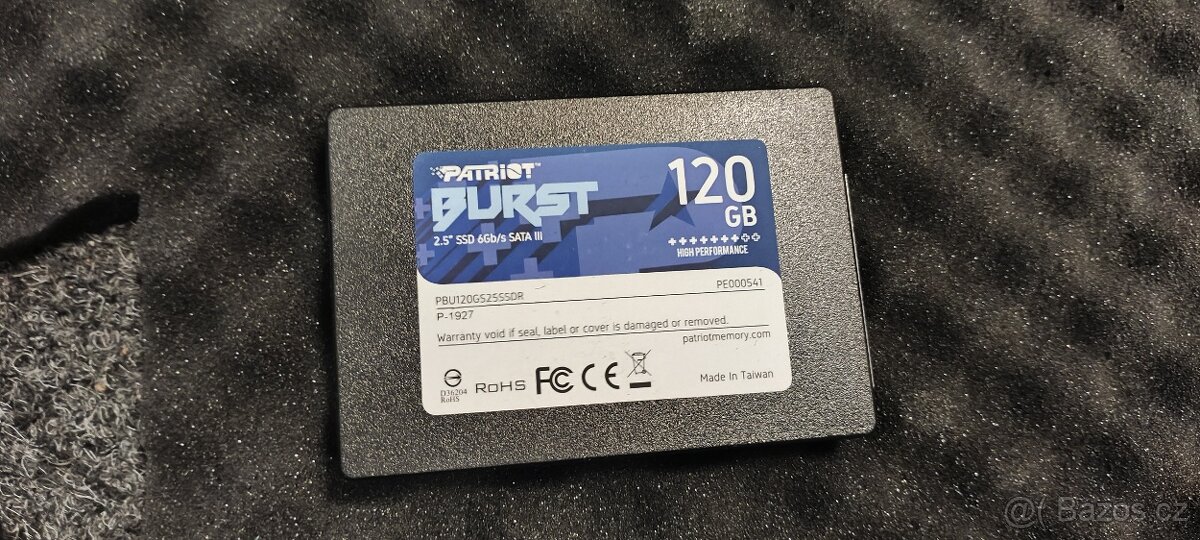 PATRIOT™
BURST
2.5" SSD 6Gb/s SATA III
120
GB
HIGH PERFORMANCE
PBU120GS25SSDR
PE000541
P-1927
Warranty void if seal, label or cover is damaged or removed.
patriotmemory.com
D36204
RoHS
RoHS
FC CE
Made In Taiwan
@( Bazos.cz